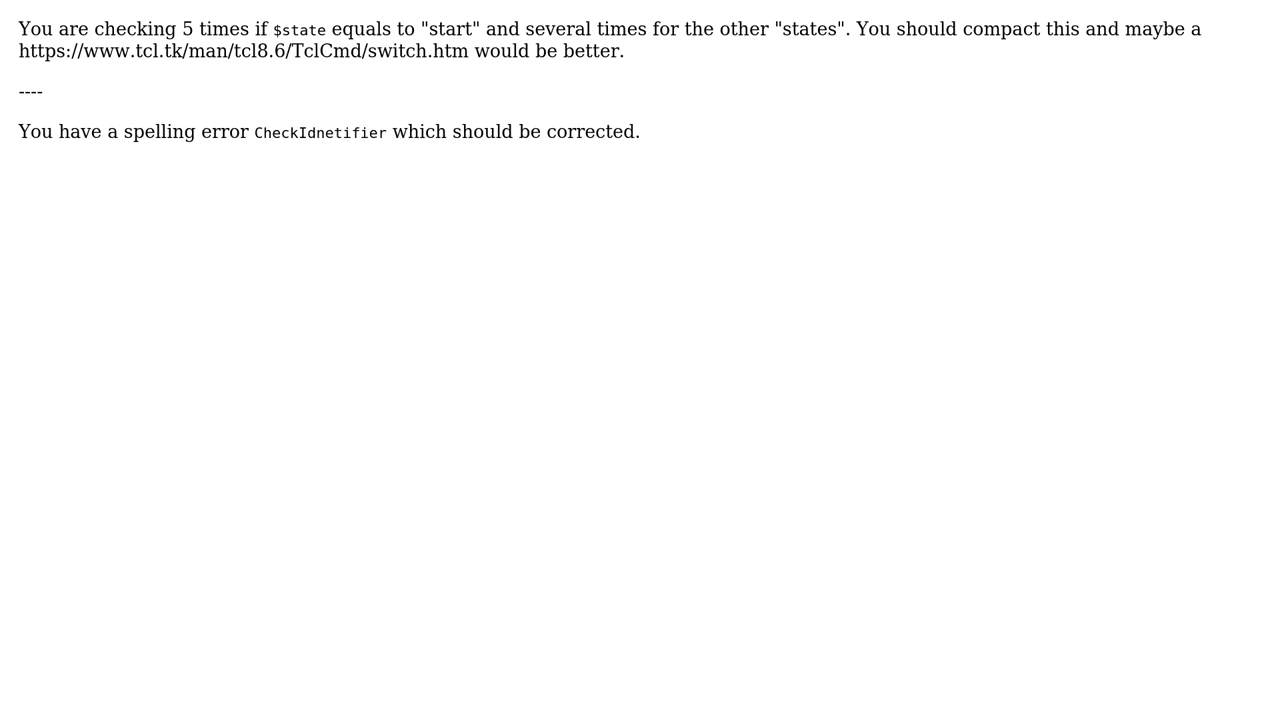 You are checking 5 times if $state equals to "start" and several times for the other "states". You should compact this and maybe a
https://www.tcl.tk/man/tcl8.6/TclCmd/switch.htm would be better.
----
You have a spelling error CheckIdnetifier which should be corrected.